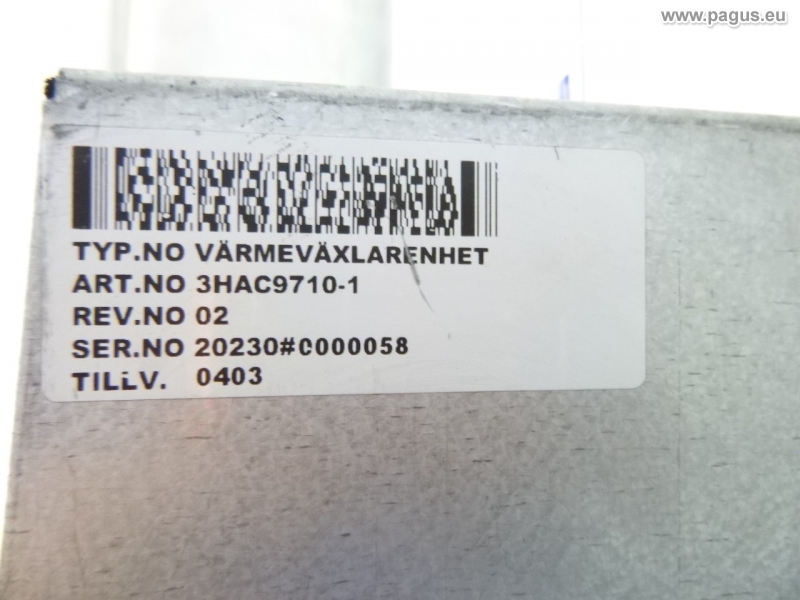 www.pagus.eu
TYP.NO VÄRMEVÄXLARENHET
ART.NO 3HAC9710-1
REV.NO 02
SER.NO 20230#C000058
TILLV. 0403